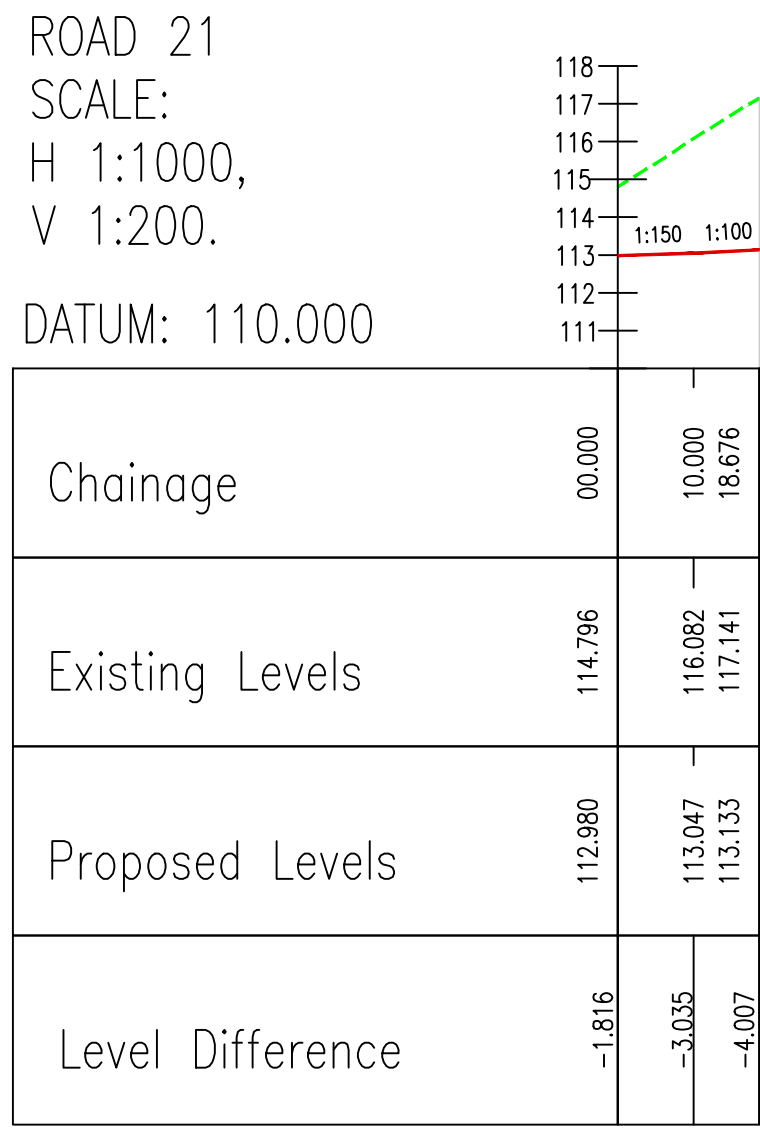 ROAD 21
SCALE:
H 1:1000,
V 1:200.
DATUM: 110.000
118
117
116
115
114
113
112
111
1:150
1:100
Chainage
00.000
10.000
18.676
Existing Levels
114.796
116.082
117.141
Proposed Levels
112.980
113.047
113.133
Level Difference
-1.816
-3.035
-4.007